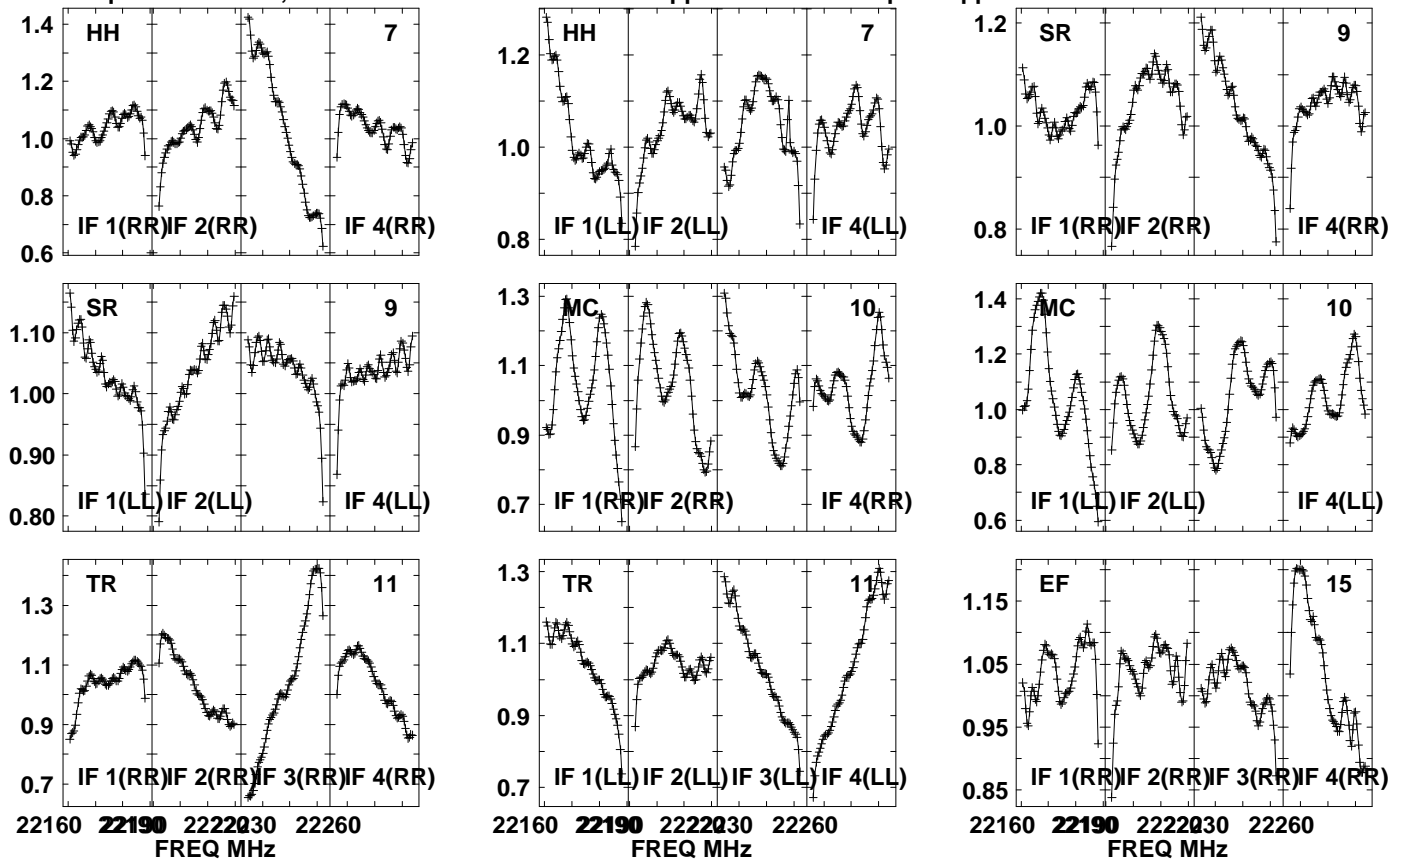 HH 7
1.4
1.2
1.0
0.8
0.6
IF 1(RR) IF 2(RR) IF 4(RR)
HH 7
1.2
1.0
0.8
IF 1(LL) IF 2(LL) IF 4(LL)
SR 9
1.2
1.0
0.8
IF 1(RR) IF 2(RR) IF 4(RR)
SR 9
1.10
1.00
0.90
0.80
IF 1(LL) IF 2(LL) IF 4(LL)
MC 10
1.3
1.1
0.9
0.7
IF 1(RR) IF 2(RR) IF 4(RR)
MC 10
1.4
1.2
1.0
0.8
0.6
IF 1(LL) IF 2(LL) IF 4(LL)
TR 11
1.3
1.1
0.9
0.7
IF 1(RR) IF 2(RR) IF 3(RR) IF 4(RR)
TR 11
1.3
1.1
0.9
0.7
IF 1(LL) IF 2(LL) IF 3(LL) IF 4(LL)
EF 15
1.15
1.05
0.95
0.85
IF 1(RR) IF 2(RR) IF 3(RR) IF 4(RR)
22160 22260
FREQ MHz
22160 22260
22160 22260
FREQ MHz